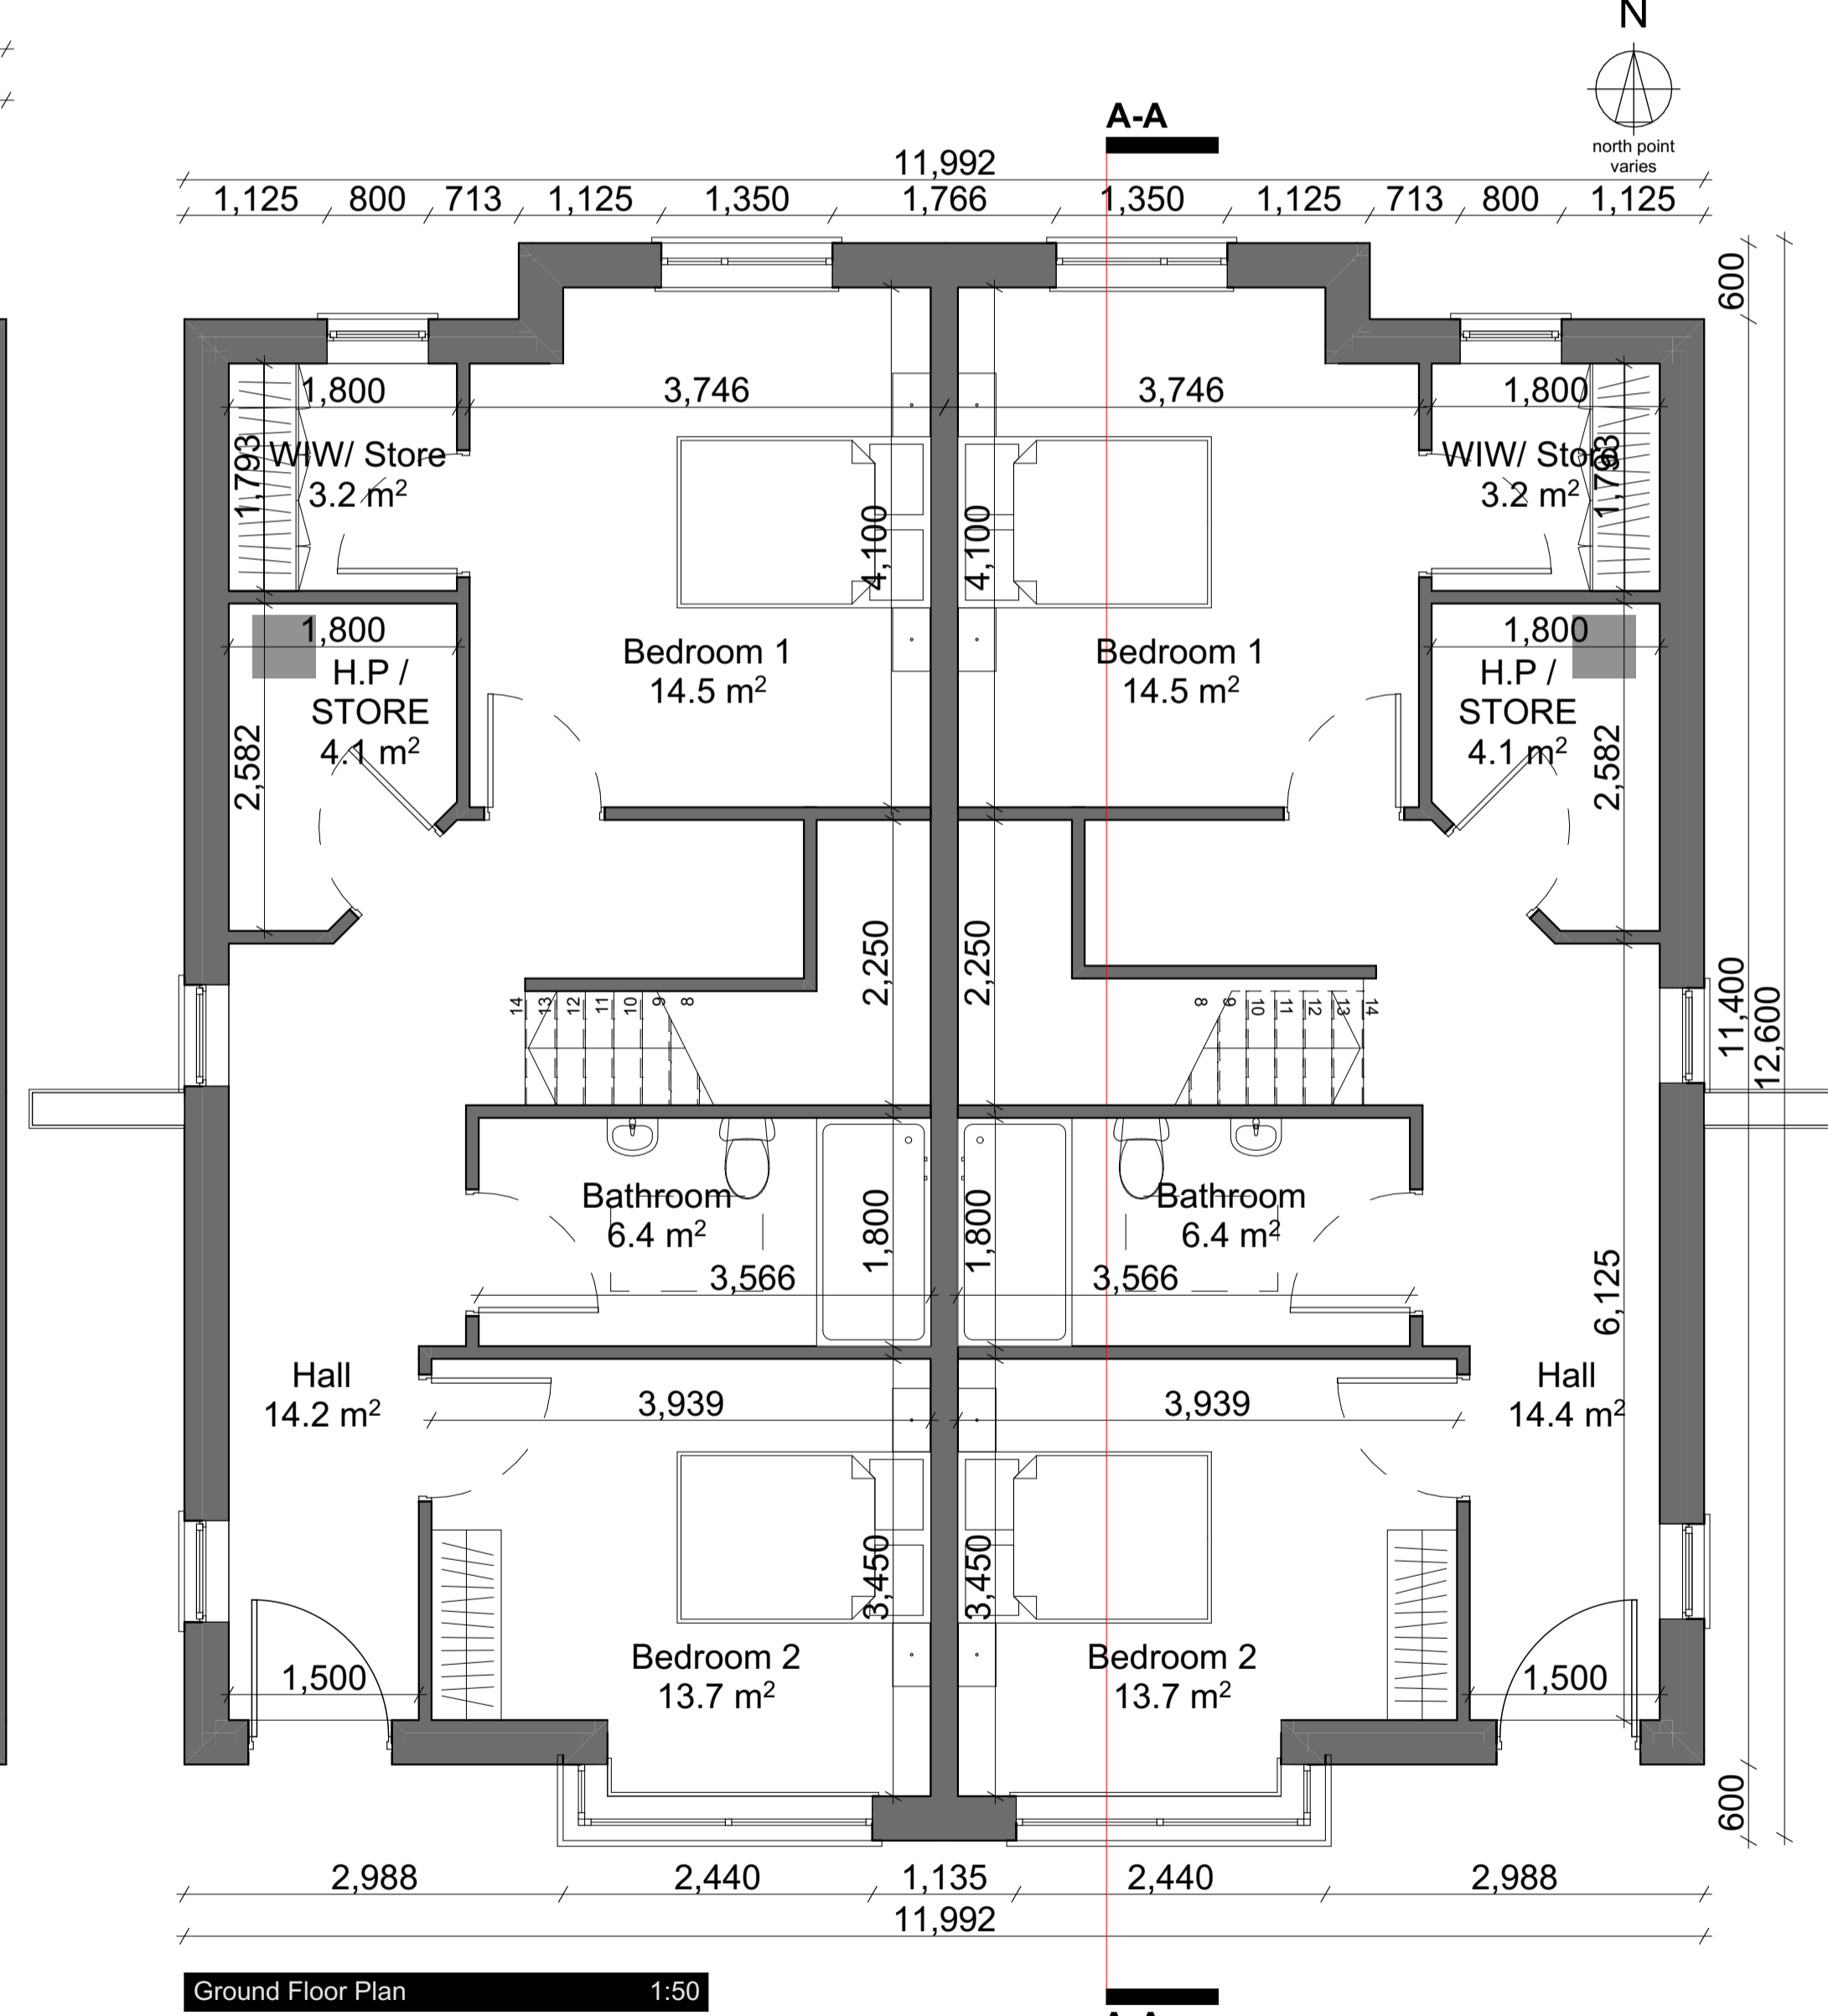 N
north point
varies
A-A
11,992
1,125 800 713 1,125 1,350 1,766 1,350 1,125 713 800 1,125
600
1,800 3,746 3,746 1,800
1,793 WIW/ Store WIW/ Store 1,793
3.2 m² 3.2 m²
4,100 4,100
1,800 Bedroom 1 Bedroom 1 1,800
14.5 m² 14.5 m²
H.P / H.P /
STORE STORE
4.1 m² 4.1 m²
2,582 2,582
2,250 2,250
14 13 12 11 10 9 8 8 9 10 11 12 13 14
11,400
12,600
Bathroom Bathroom
6.4 m² 6.4 m²
1,800 1,800
3,566 3,566
6,125
Hall Hall
14.2 m² 14.4 m²
3,939 3,939
3,450 3,450
Bedroom 2 Bedroom 2
13.7 m² 13.7 m²
1,500 1,500
600
2,988 2,440 1,135 2,440 2,988
11,992
Ground Floor Plan 1:50